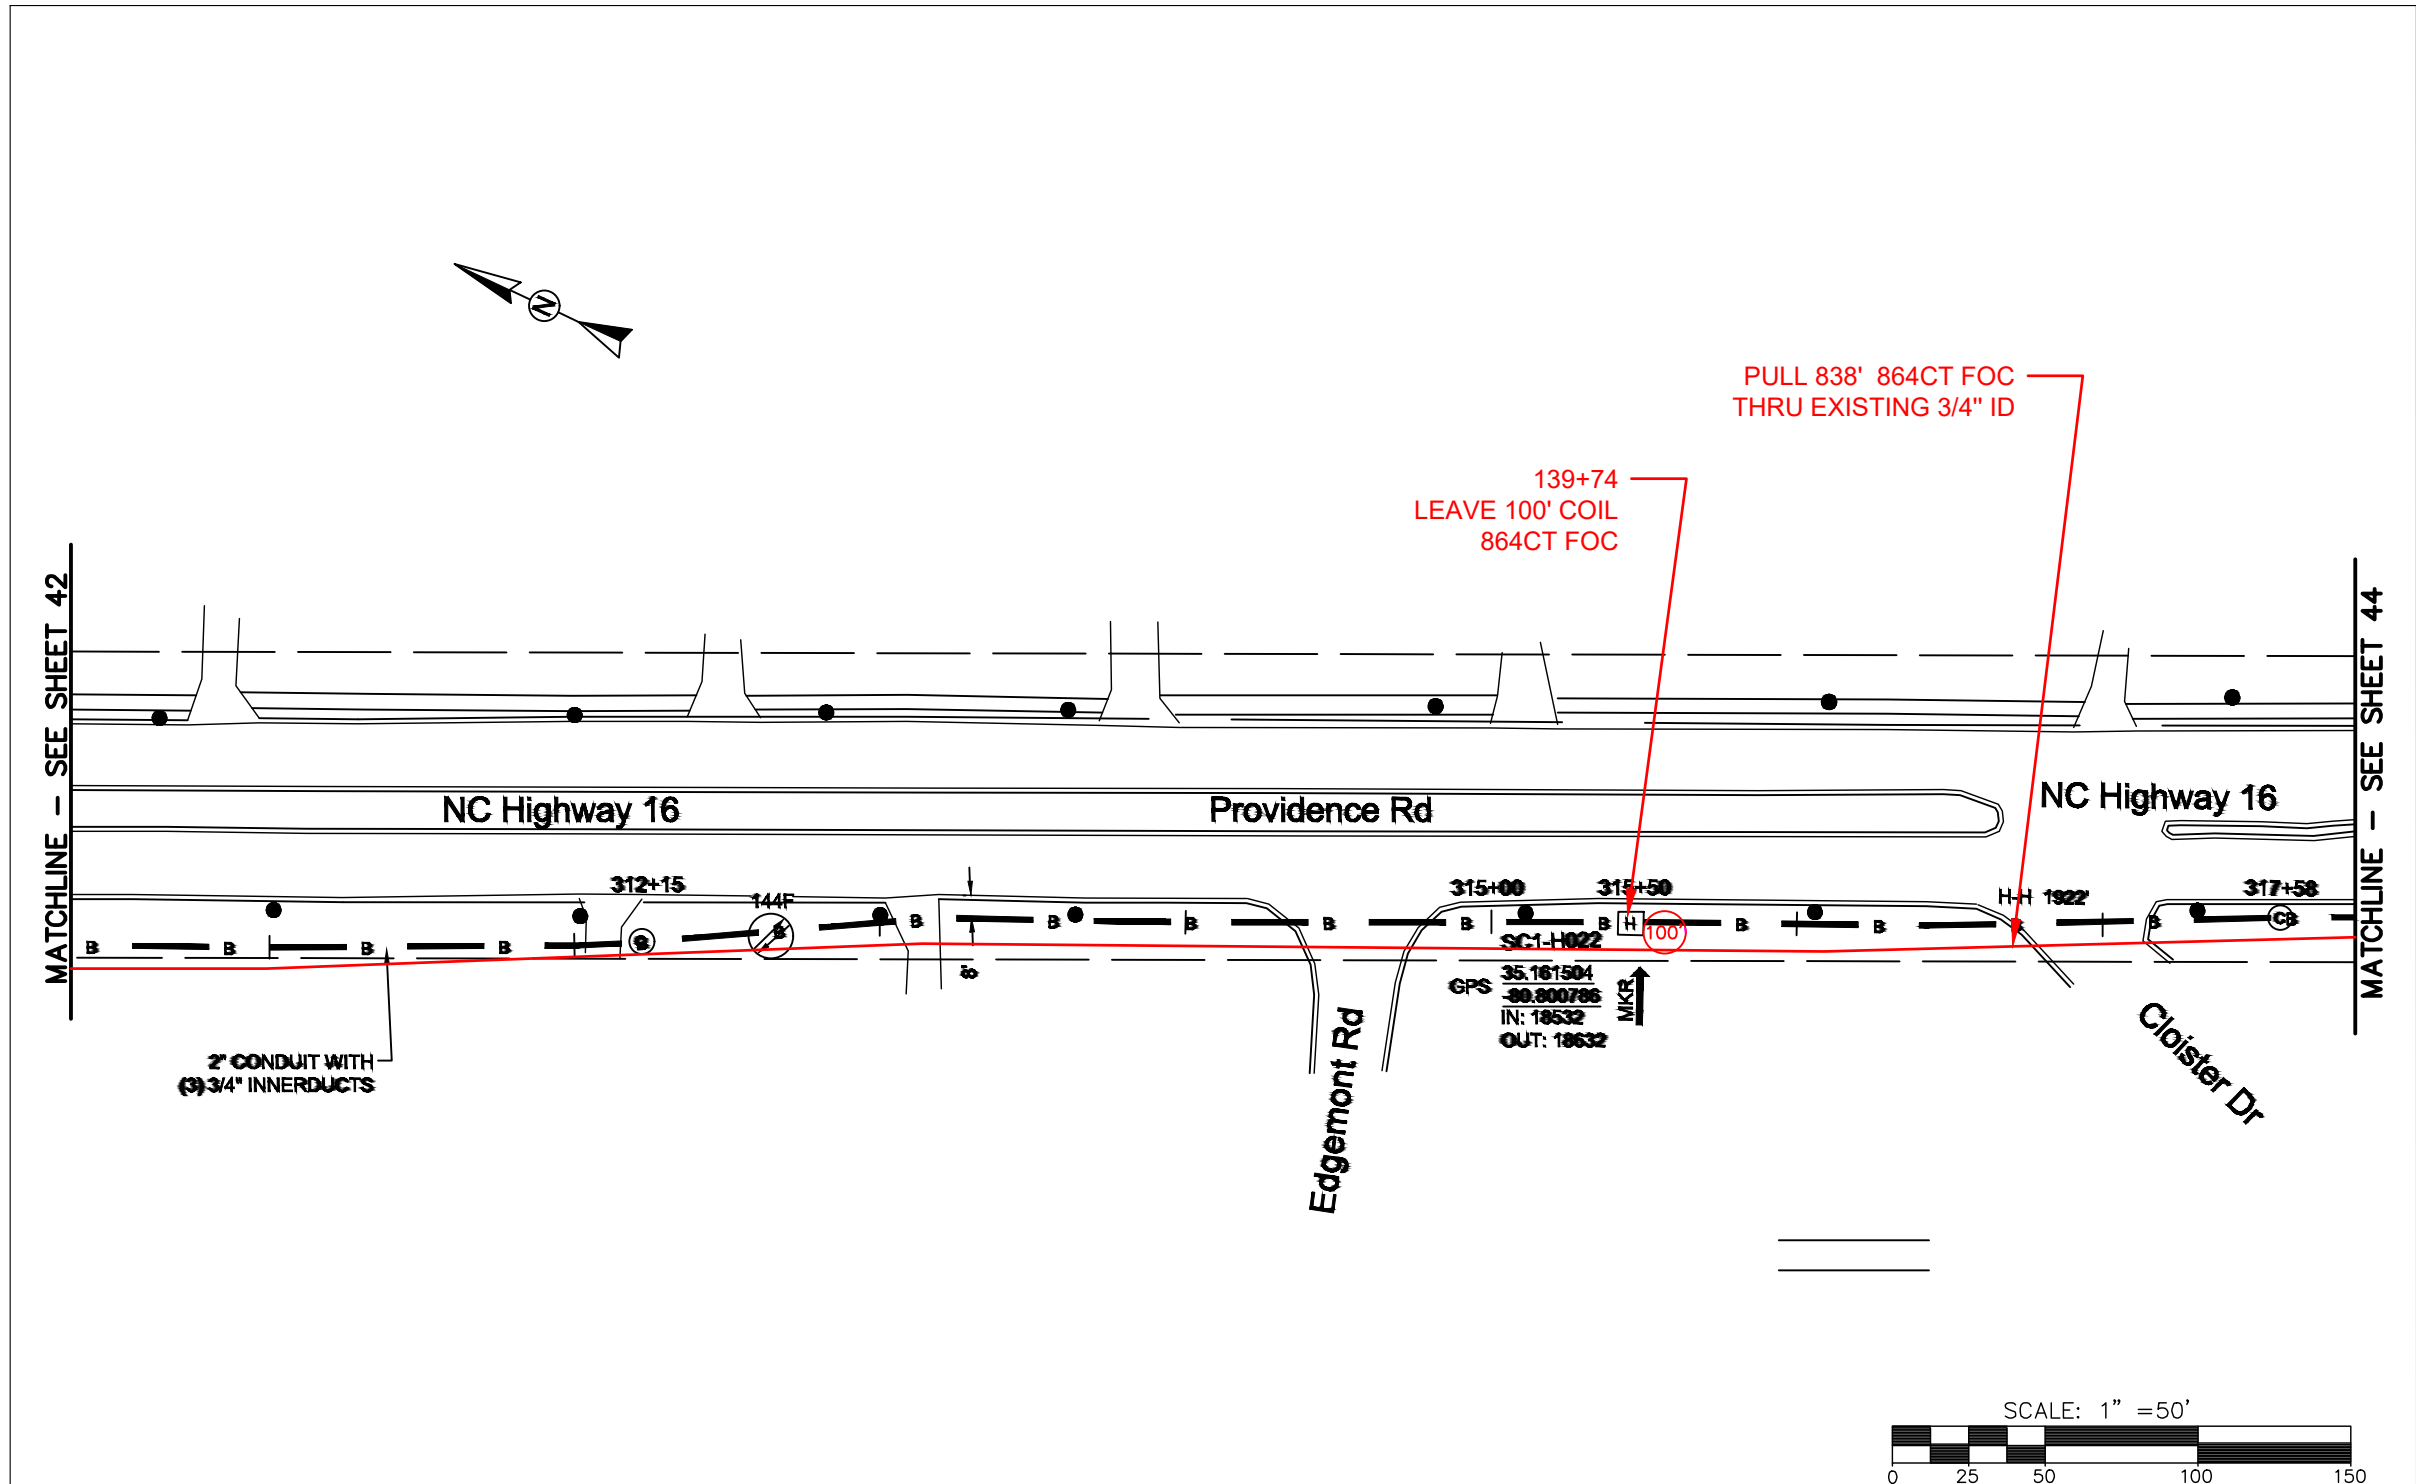 N
PULL 838' 864CT FOC
THRU EXISTING 3/4" ID
139+74
LEAVE 100' COIL
864CT FOC
MATCHLINE - SEE SHEET 42
MATCHLINE - SEE SHEET 44
NC Highway 16
Providence Rd
NC Highway 16
312+15
144F
315+00
315+50
H-H 1922'
317+58
B
B
B
B
B
B
B
B
B
B
B
H
100'
B
B
B
CB
8'
SC1-H022
GPS
35.161504
-80.800786
IN: 18532
OUT: 18632
MKR
2" CONDUIT WITH
(3) 3/4" INNERDUCTS
Edgemont Rd
Cloister Dr
SCALE: 1" =50'
0 25 50 100 150